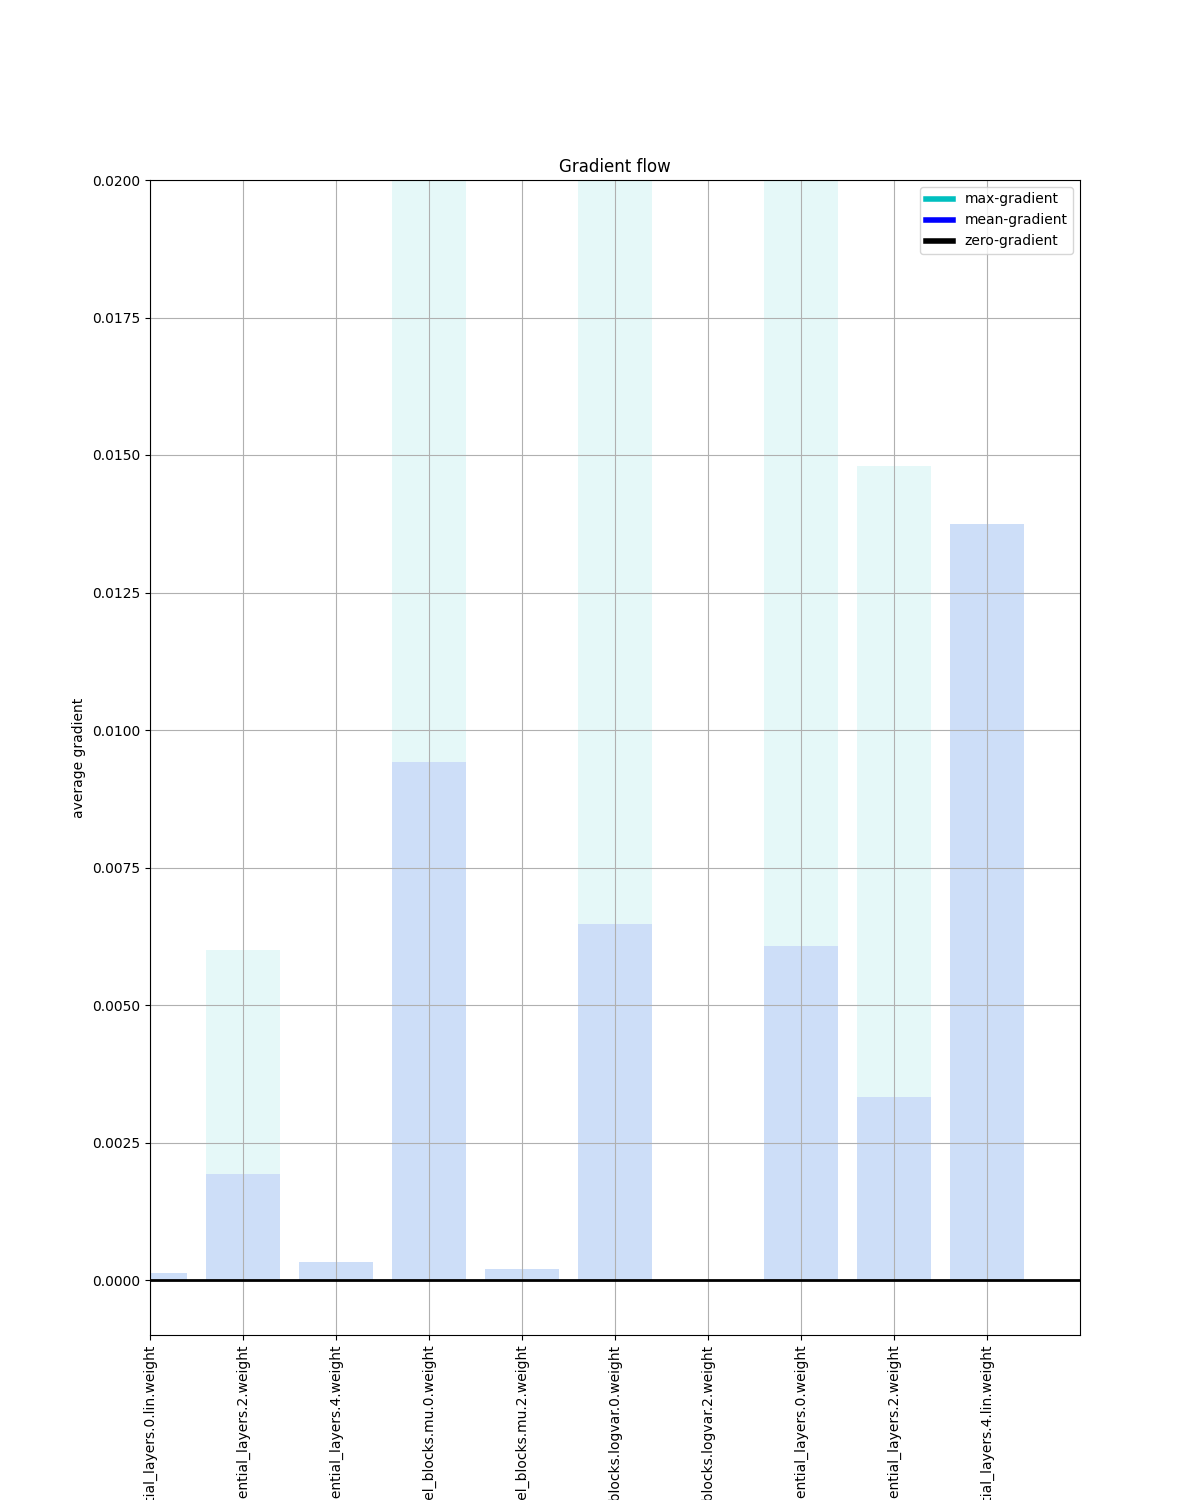 Gradient flow
max-gradient
mean-gradient
zero-gradient
0.0200
0.0175
0.0150
0.0125
0.0100
0.0075
0.0050
0.0025
0.0000
average gradient
tial_layers.0.lin.weight
ential_layers.2.weight
ential_layers.4.weight
el_blocks.mu.0.weight
el_blocks.mu.2.weight
blocks.logvar.0.weight
blocks.logvar.2.weight
ential_layers.0.weight
ential_layers.2.weight
tial_layers.4.lin.weight